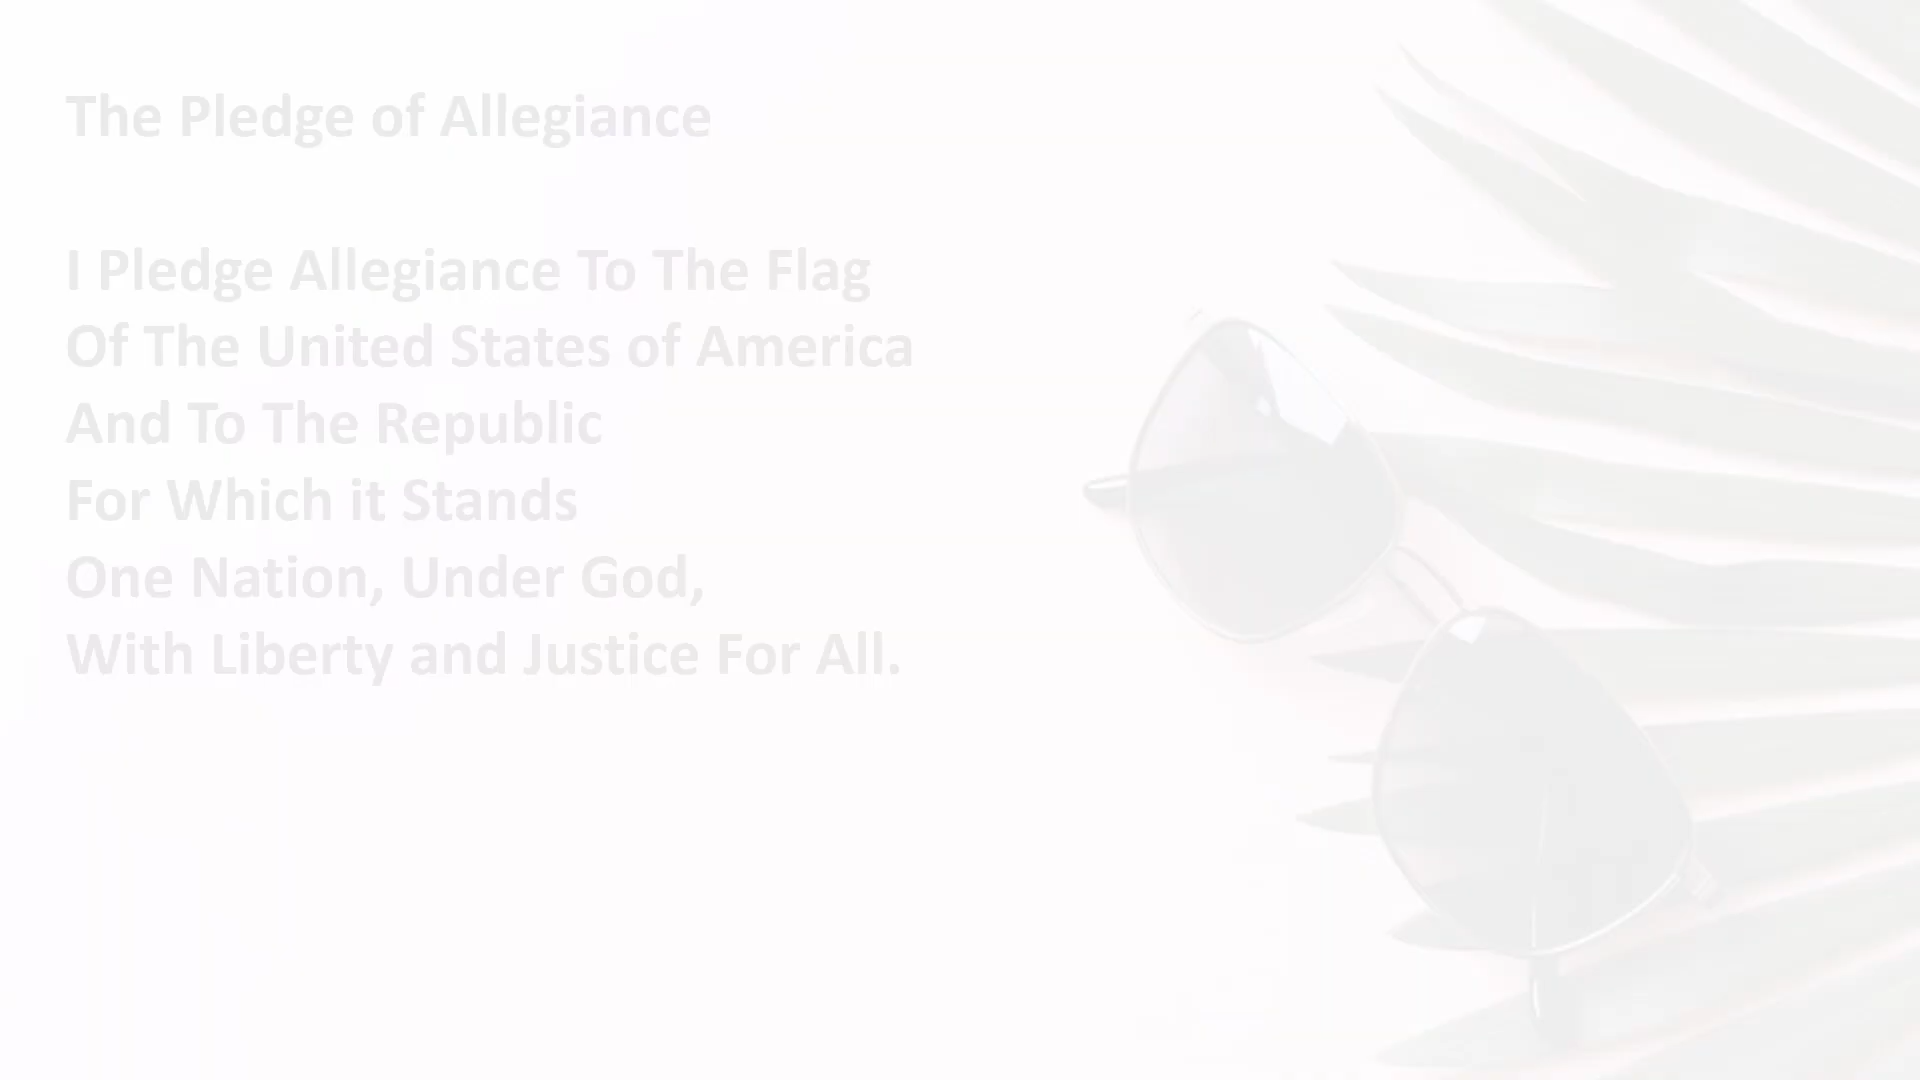 The Pledge of Allegiance
I Pledge Allegiance To The Flag
Of The United States of America
And To The Republic
For Which it Stands
One Nation, Under God,
With Liberty and Justice For All.